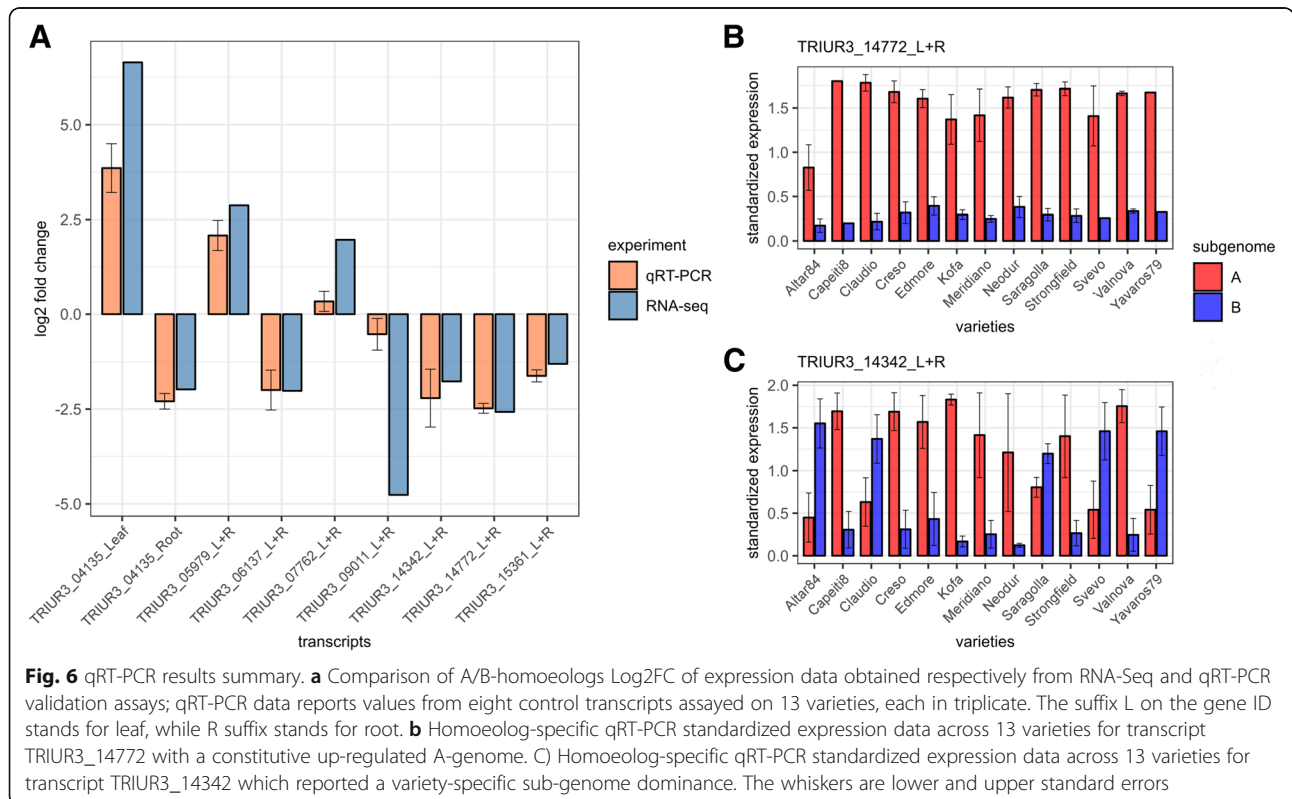 A
log2 fold change
5.0
2.5
0.0
-2.5
-5.0
TRIUR3_04135_Leaf
TRIUR3_04135_Root
TRIUR3_05979_L+R
TRIUR3_06137_L+R
TRIUR3_07762_L+R
TRIUR3_09011_L+R
TRIUR3_14342_L+R
TRIUR3_14772_L+R
TRIUR3_15361_L+R
transcripts
experiment
qRT-PCR
RNA-seq
B
TRIUR3_14772_L+R
standardized expression
1.5
1.0
0.5
0.0
Altar84
Capeiti8
Claudio
Creso
Edmore
Kofa
Meridiano
Neodur
Saragolla
Strongfield
Svevo
Valnova
Yavaros79
varieties
subgenome
A
B
C
TRIUR3_14342_L+R
standardized expression
2.0
1.5
1.0
0.5
0.0
Altar84
Capeiti8
Claudio
Creso
Edmore
Kofa
Meridiano
Neodur
Saragolla
Strongfield
Svevo
Valnova
Yavaros79
varieties
Fig. 6 qRT-PCR results summary. a Comparison of A/B-homoeologs Log2FC of expression data obtained respectively from RNA-Seq and qRT-PCR
validation assays; qRT-PCR data reports values from eight control transcripts assayed on 13 varieties, each in triplicate. The suffix L on the gene ID
stands for leaf, while R suffix stands for root. b Homoeolog-specific qRT-PCR standardized expression data across 13 varieties for transcript
TRIUR3_14772 with a constitutive up-regulated A-genome. C) Homoeolog-specific qRT-PCR standardized expression data across 13 varieties for
transcript TRIUR3_14342 which reported a variety-specific sub-genome dominance. The whiskers are lower and upper standard errors